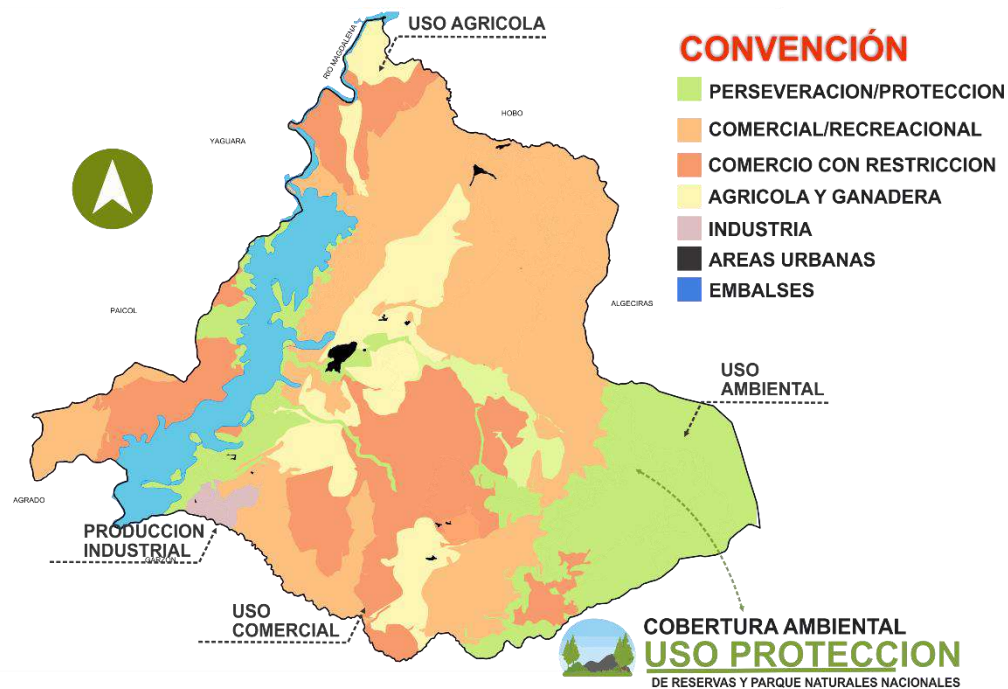 USO AGRICOLA
RIO MAGDALENA
HOBO
YAGUARA
PAICOL
ALGECIRAS
AGRADO
GARZON
USO
AMBIENTAL
PRODUCCION
INDUSTRIAL
USO
COMERCIAL
CONVENCIÓN
PERSEVERACION/PROTECCION
COMERCIAL/RECREACIONAL
COMERCIO CON RESTRICCION
AGRICOLA Y GANADERA
INDUSTRIA
AREAS URBANAS
EMBALSES
COBERTURA AMBIENTAL
USO PROTECCION
DE RESERVAS Y PARQUE NATURALES NACIONALES